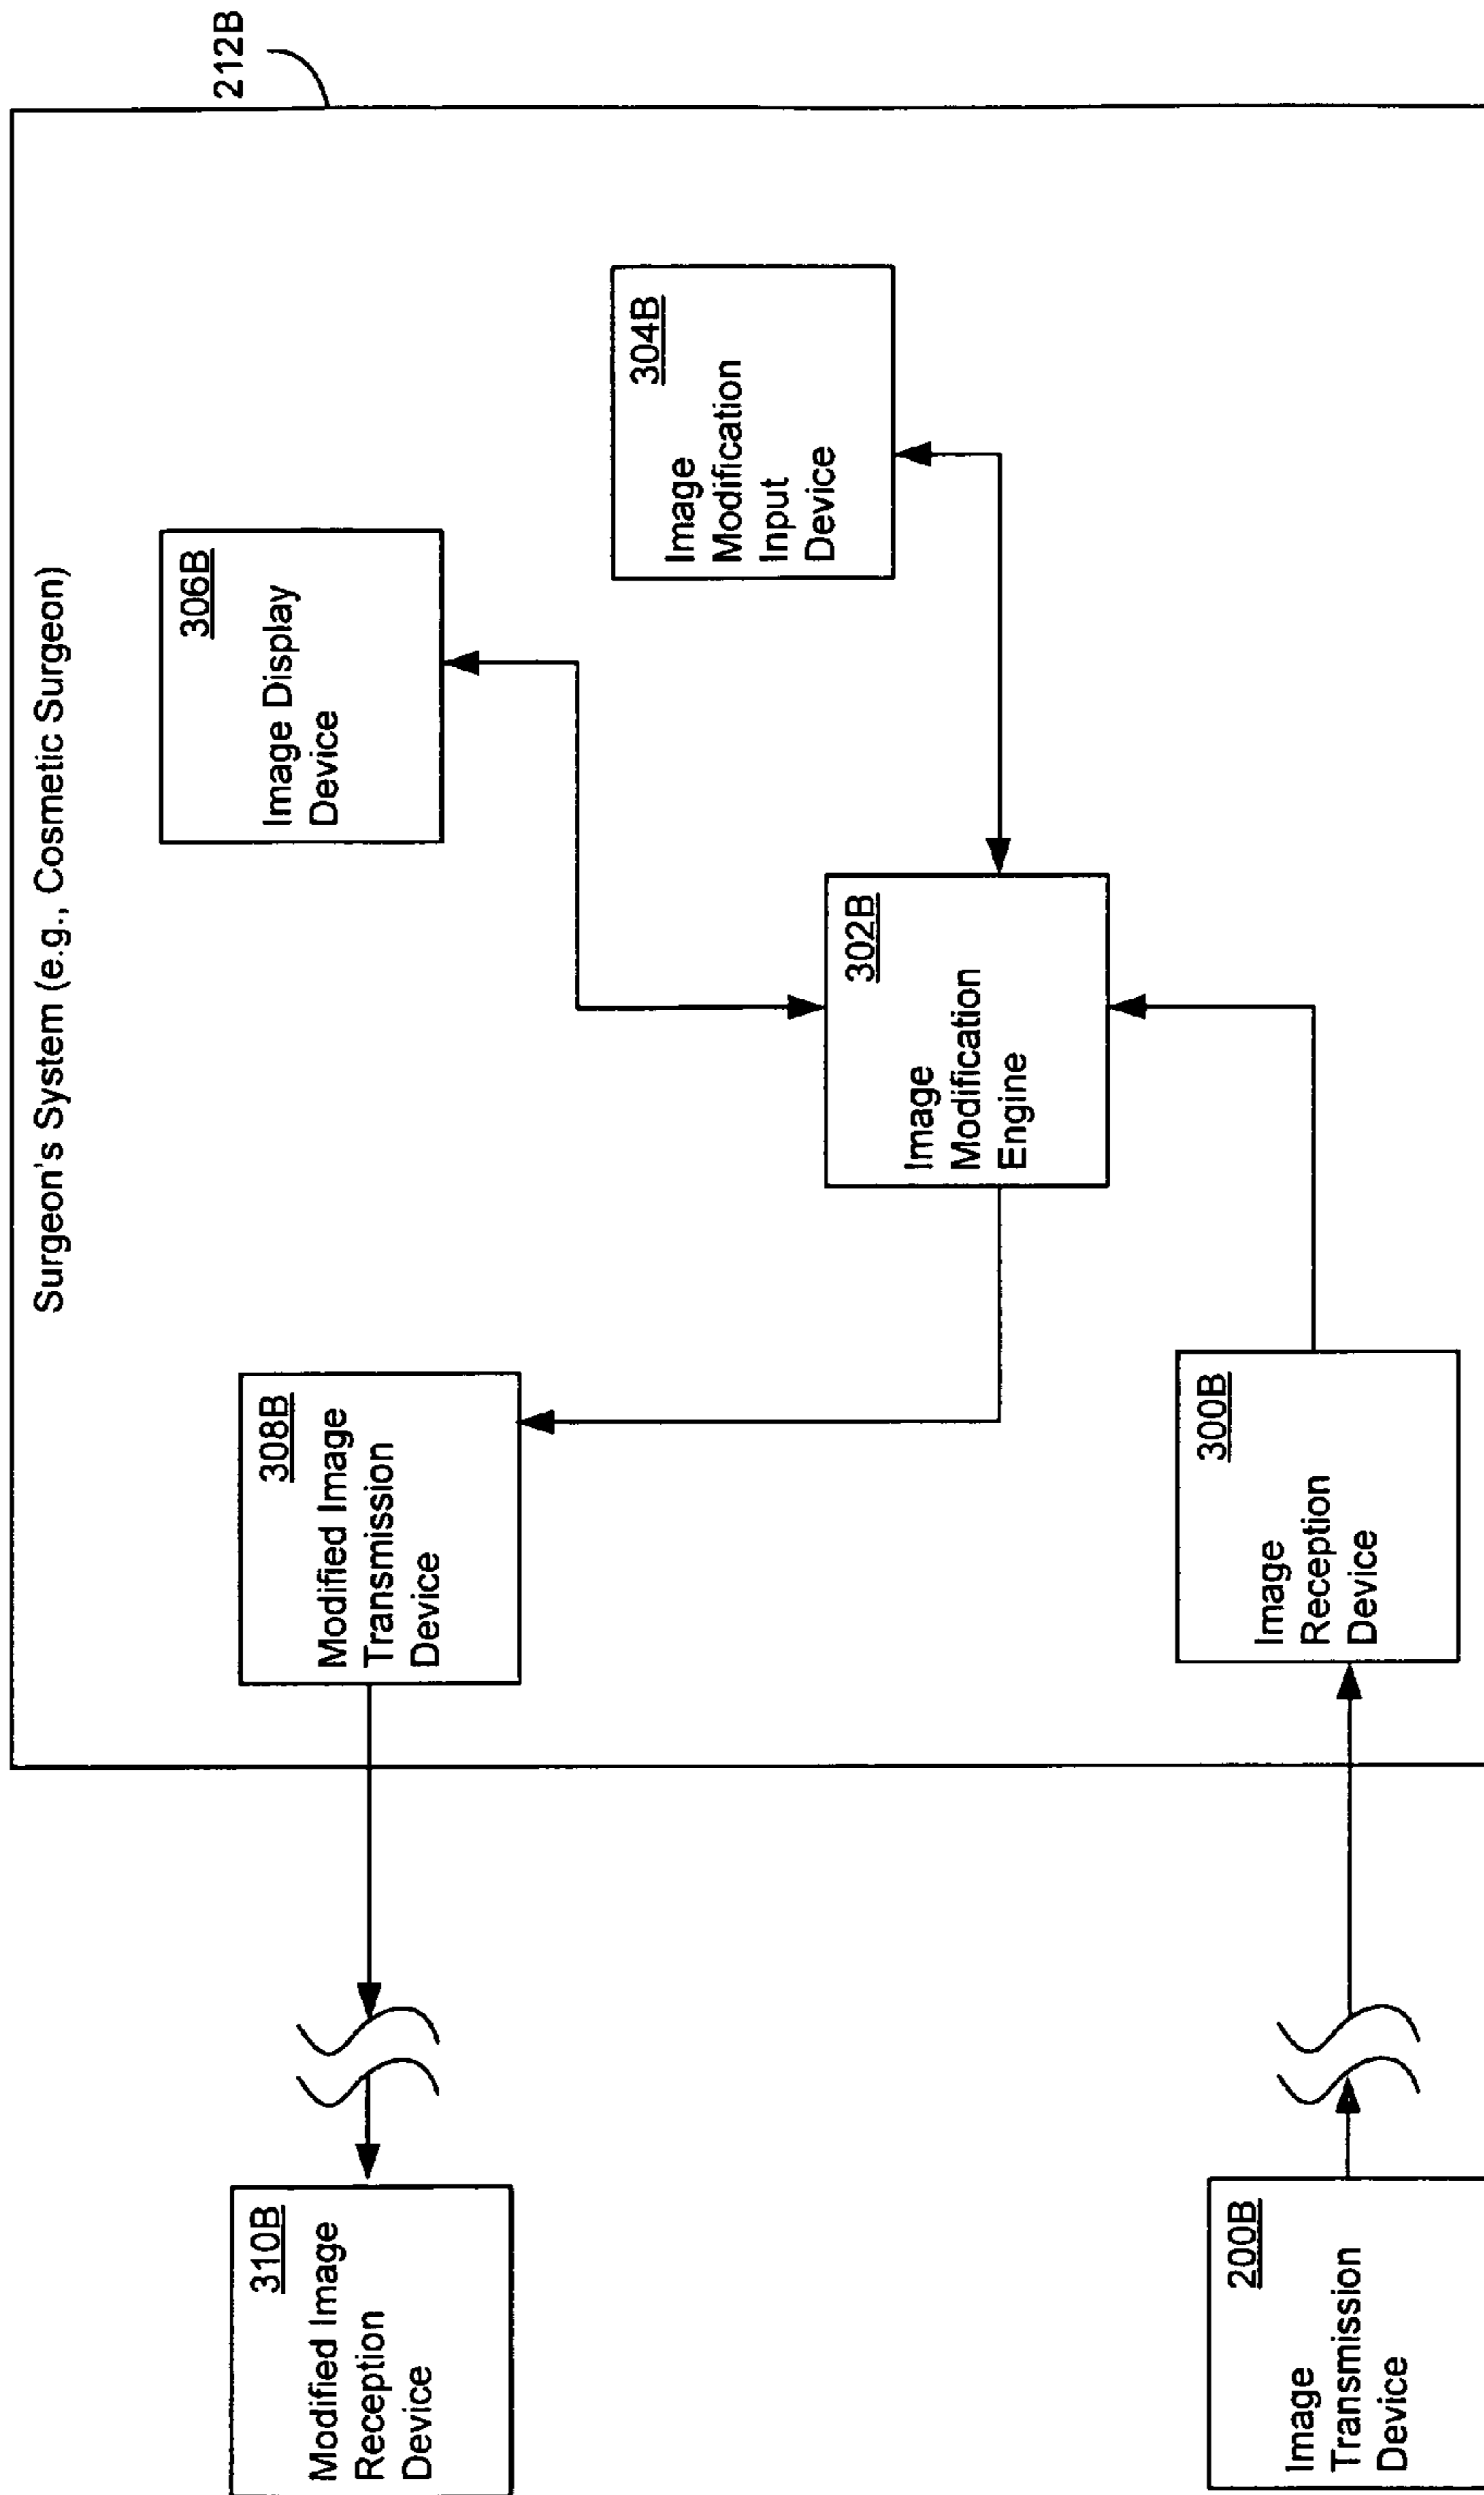 Surgeon's System (e.g., Cosmetic Surgeon)
212B
310B
Modified Image
Reception
Device
308B
Modified Image
Transmission
Device
306B
Image Display
Device
304B
Image
Modification
Input
Device
302B
Image
Modification
Engine
200B
Image
Transmission
Device
300B
Image
Reception
Device